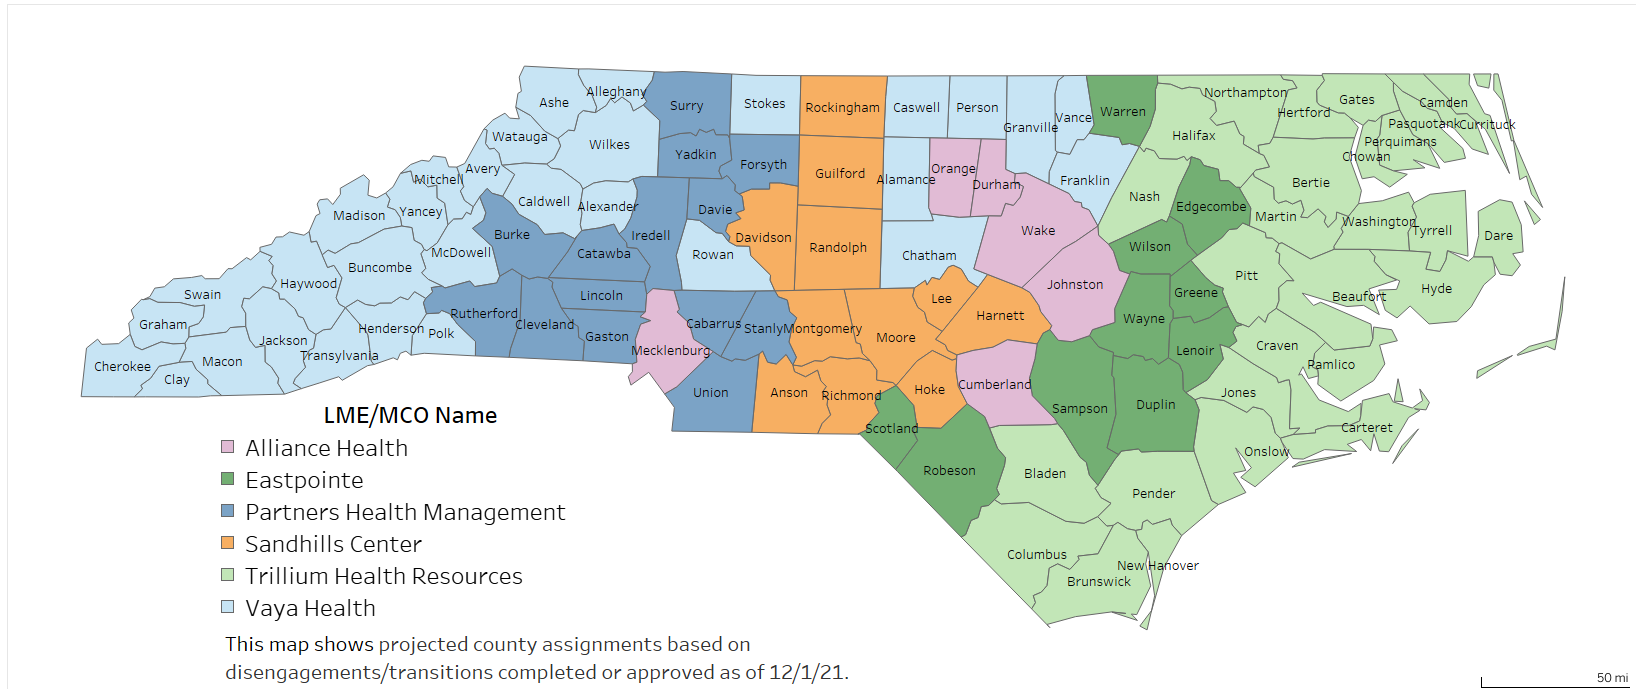 Ashe
Alleghany
Surry
Stokes
Rockingham
Caswell
Person
Granville
Vance
Warren
Northampton
Hertford
Gates
Camden
Pasquotank
Currituck
Perquimans
Chowan
Halifax
Watauga
Wilkes
Yadkin
Forsyth
Guilford
Alamance
Orange
Durham
Franklin
Nash
Edgecombe
Bertie
Martin
Washington
Tyrrell
Dare
Avery
Mitchell
Caldwell
Alexander
Davie
Iredell
Davidson
Randolph
Chatham
Wake
Wilson
Madison
Yancey
Burke
Catawba
Rowan
McDowell
Buncombe
Haywood
Swain
Lincoln
Lee
Johnston
Greene
Pitt
Beaufort
Hyde
Graham
Henderson
Polk
Rutherford
Cleveland
Gaston
Cabarrus
Stanly
Montgomery
Moore
Harnett
Wayne
Lenoir
Craven
Pamlico
Cherokee
Clay
Macon
Jackson
Transylvania
Mecklenburg
Union
Anson
Richmond
Hoke
Cumberland
Sampson
Duplin
Jones
Carteret
Onslow
Scotland
Robeson
Bladen
Pender
Columbus
Brunswick
New Hanover
LME/MCO Name
Alliance Health
Eastpointe
Partners Health Management
Sandhills Center
Trillium Health Resources
Vaya Health
This map shows projected county assignments based on
disengagements/transitions completed or approved as of 12/1/21.
50 mi